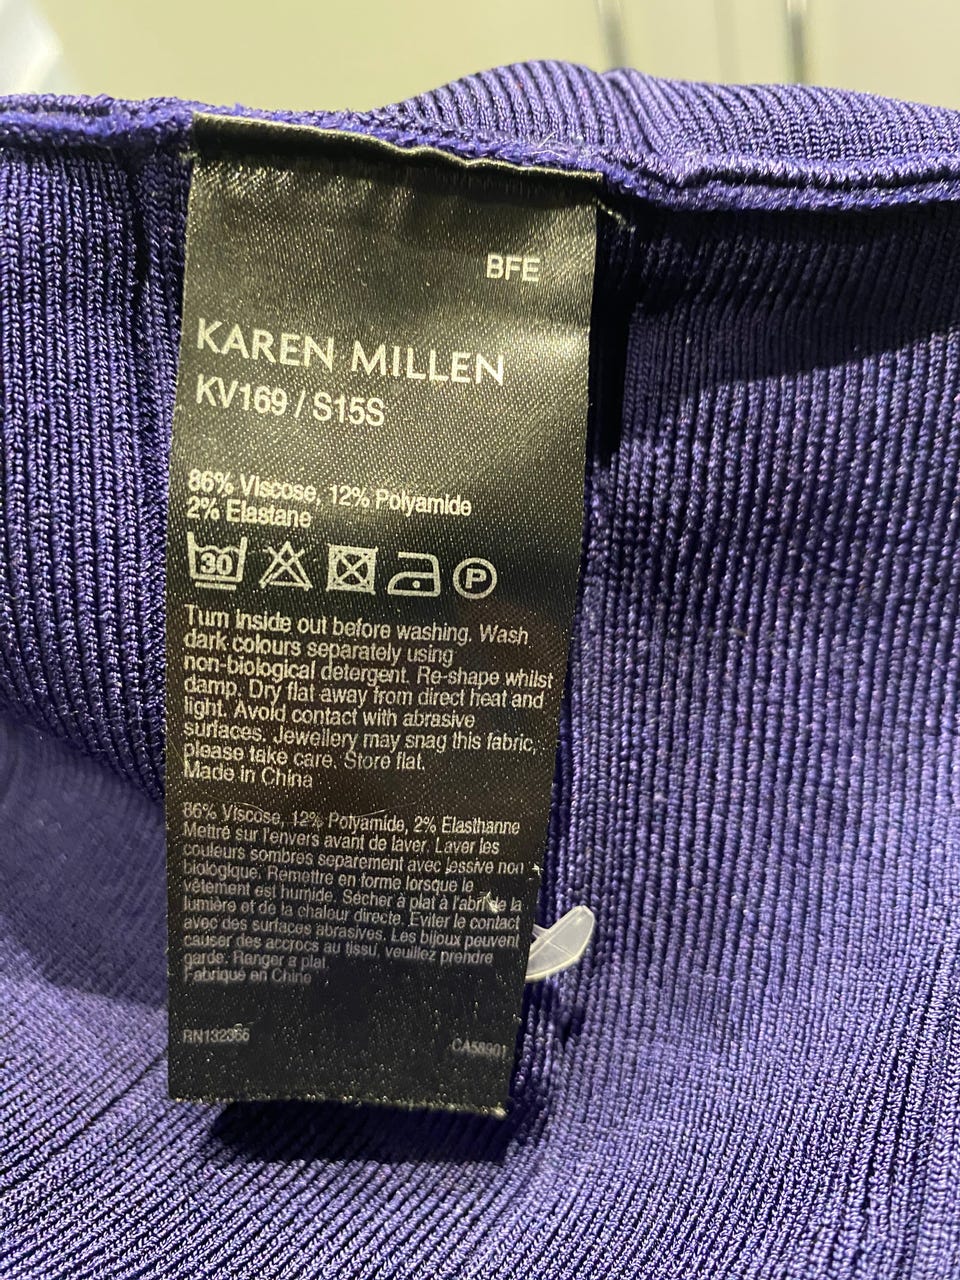 BFE
KAREN MILLEN
KV169 / S15S
86% Viscose, 12% Polyamide
2% Elastane
30 P
Turn inside out before washing. Wash
dark colours separately using
non-biological detergent. Re-shape whilst
damp. Dry flat away from direct heat and
light. Avoid contact with abrasive
surfaces. Jewellery may snag this fabric,
please take care. Store flat.
Made in China
86% Viscose, 12% Polyamide, 2% Elasthanne
Mettre sur l'envers avant de laver. Laver les
couleurs sombres separement avec lessive non
biologique. Remettre en forme lorsque le
vêtement est humide. Sécher à plat à l'abri de la
lumière et de la chaleur directe. Eviter le contact
avec des surfaces abrasives. Les bijoux peuvent
causer des accrocs au tissu, veuillez prendre
garde. Ranger a plat.
Fabriqué en Chine